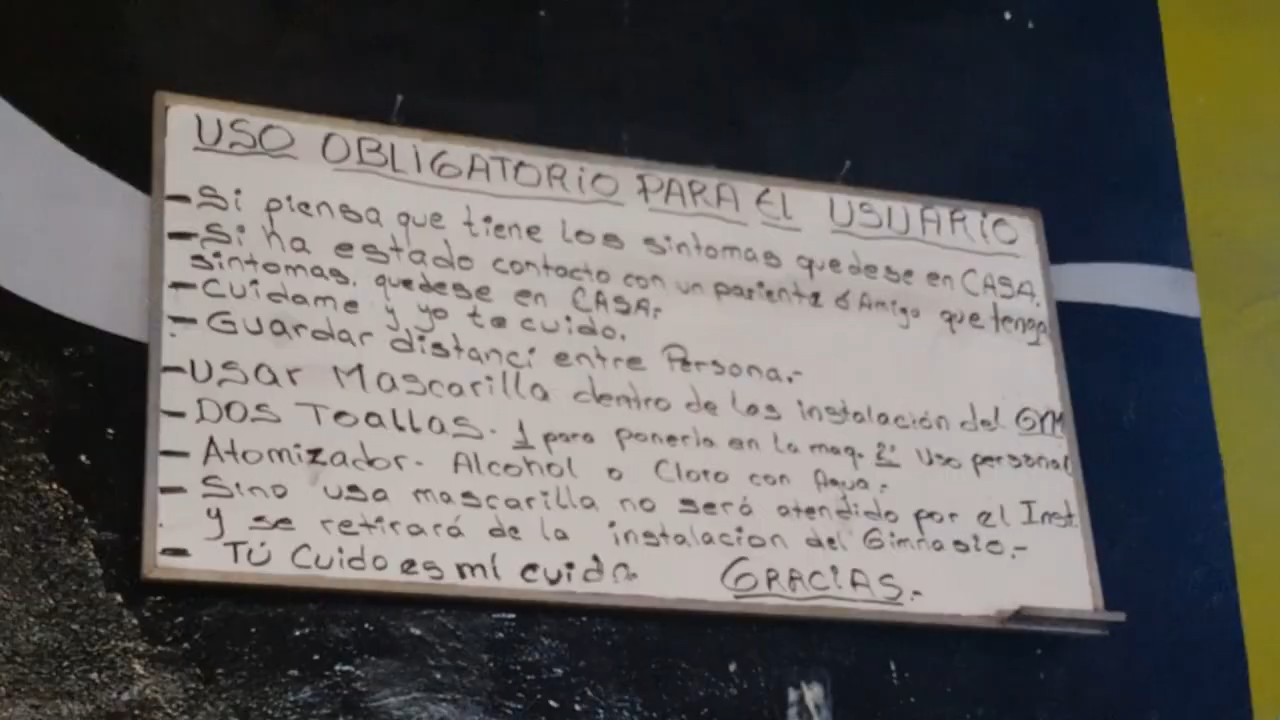 USO OBLIGATORIO PARA EL USUARIO
- Si piensa que tiene los sintomas quedese en CASA.
- Si ha estado contacto con un pariente ó Amigo que tenga
sintomas. quedese en CASA.
- Cuidame y yo te cuido.
- Guardar distanci entre Persona.-
- Usar Mascarilla dentro de las instalación del GYM
- DOS Toallas. 1 para ponerla en la maq. 2: Uso personal
- Atomizador - Alcohol o Cloro con Agua.
- Sino usa mascarilla no será atendido por el Inst.
y se retirará de la instalacion del Gimnasio.-
- TÚ Cuido es mí cuido. GRACIAS.-